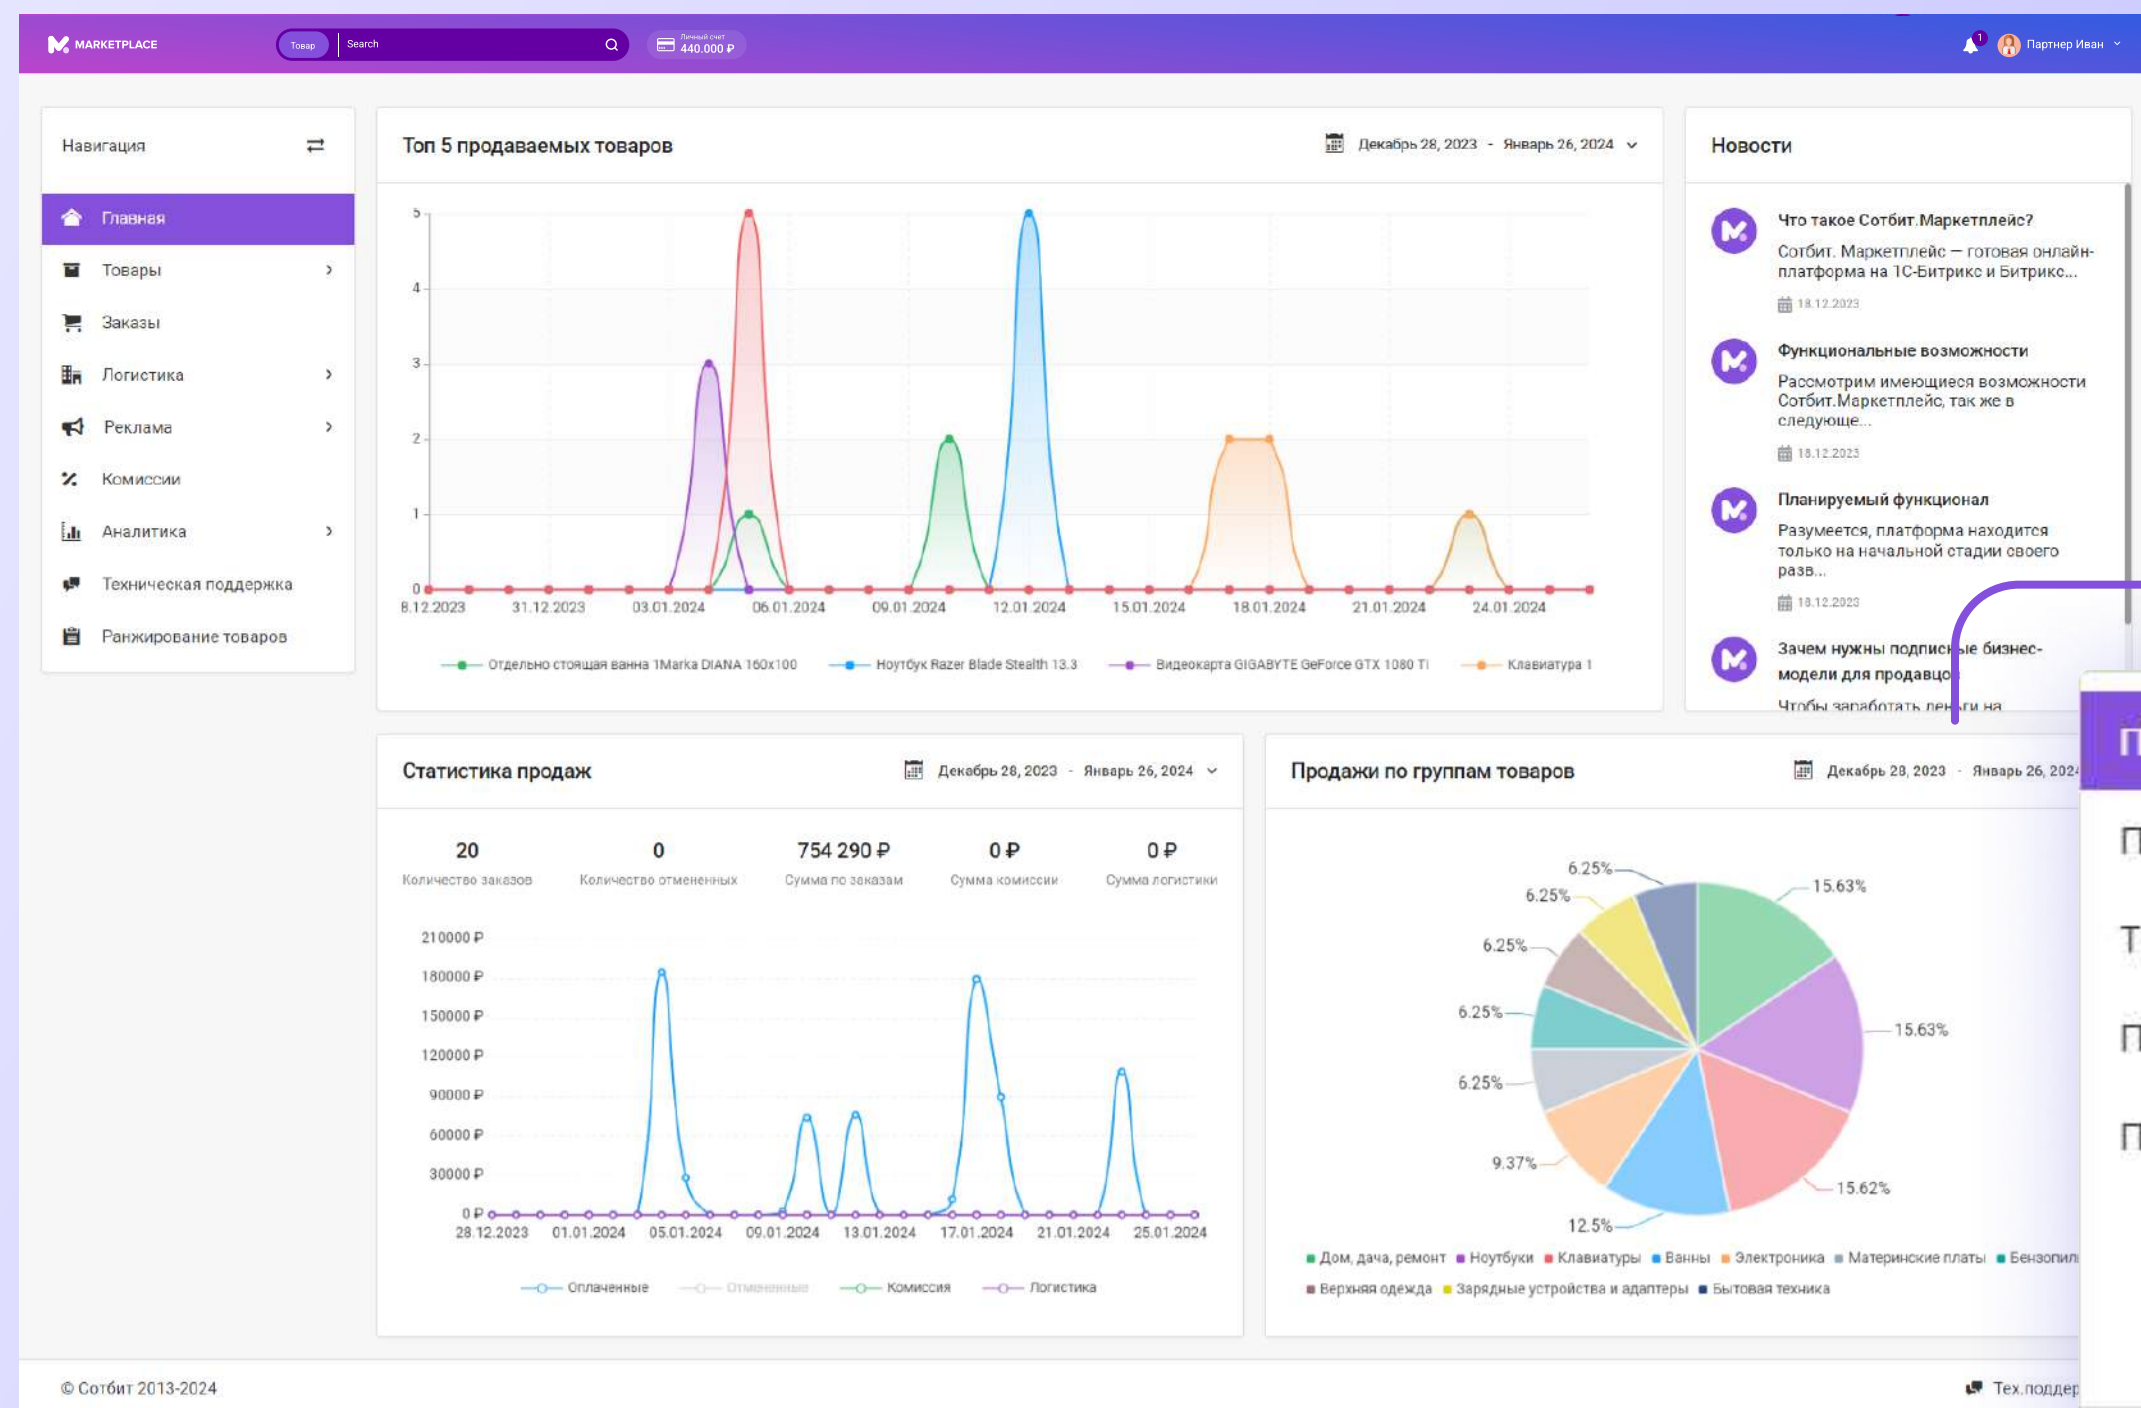 MARKETPLACE
Товар
Search
Личный счет
440.000 ₽
1
Партнер Иван
Навигация
Главная
Товары
Заказы
Логистика
Реклама
Комиссии
Аналитика
Техническая поддержка
Ранжирование товаров
Топ 5 продаваемых товаров
Декабрь 28, 2023 - Январь 26, 2024
5
4
3
2
1
0
8.12.2023 31.12.2023 03.01.2024 06.01.2024 09.01.2024 12.01.2024 15.01.2024 18.01.2024 21.01.2024 24.01.2024
Отдельно стоящая ванна 1Marka DIANA 160x100 Ноутбук Razer Blade Stealth 13.3 Видеокарта GIGABYTE GeForce GTX 1080 Ti Клавиатура 1
Новости
Что такое Сотбит.Маркетплейс?
Сотбит. Маркетплейс — готовая онлайн-
платформа на 1С-Битрикс и Битрикс...
18.12.2023
Функциональные возможности
Рассмотрим имеющиеся возможности
Сотбит.Маркетплейс, так же в
следующе...
18.12.2023
Планируемый функционал
Разумеется, платформа находится
только на начальной стадии своего
разв...
18.12.2023
Зачем нужны подписные бизнес-
модели для продавцов
Чтобы заработать деньги на
Статистика продаж
Декабрь 28, 2023 - Январь 26, 2024
20 0 754 290 ₽ 0 ₽ 0 ₽
Количество заказов Количество отмененных Сумма по заказам Сумма комиссии Сумма логистики
210000 ₽
180000 ₽
150000 ₽
120000 ₽
90000 ₽
60000 ₽
30000 ₽
0 ₽
28.12.2023 01.01.2024 05.01.2024 09.01.2024 13.01.2024 17.01.2024 21.01.2024 25.01.2024
Оплаченные Отмененные Комиссия Логистика
Продажи по группам товаров
Декабрь 28, 2023 - Январь 26, 2024
6.25%
15.63%
6.25%
6.25%
6.25%
15.63%
6.25%
9.37%
15.62%
12.5%
Дом, дача, ремонт Ноутбуки Клавиатуры Ванны Электроника Материнские платы Бензопил
Верхняя одежда Зарядные устройства и адаптеры Бытовая техника
П
П
Т
П
П
© Сотбит 2013-2024
Тех.поддер